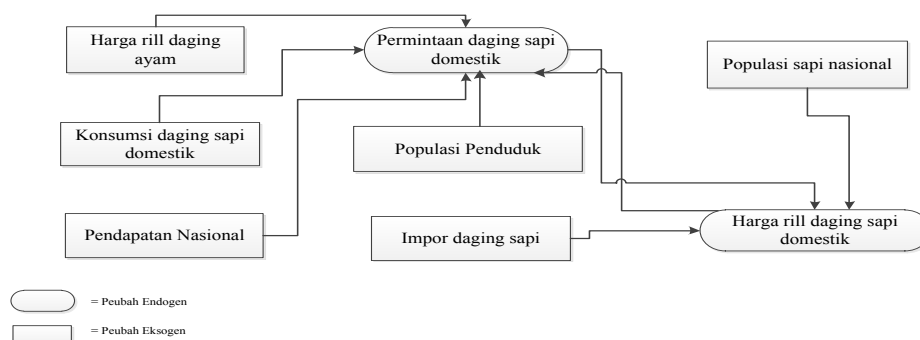 Harga rill daging
ayam
Permintaan daging sapi
domestik
Populasi sapi nasional
Konsumsi daging sapi
domestik
Populasi Penduduk
Pendapatan Nasional
Impor daging sapi
Harga rill daging sapi
domestik
= Peubah Endogen
= Peubah Eksogen